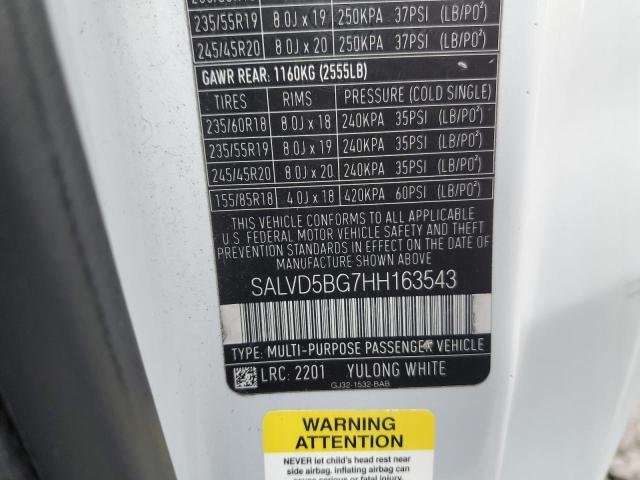 235/55R19 8.0J x 19 250KPA 37PSI (LB/PO²)
245/45R20 8.0J x 20 250KPA 37PSI (LB/PO²)
GAWR REAR: 1160KG (2555LB)
TIRES RIMS PRESSURE (COLD SINGLE)
235/60R18 8.0J x 18 240KPA 35PSI (LB/PO²)
235/55R19 8.0J x 19 240KPA 35PSI (LB/PO²)
245/45R20 8.0J x 20 240KPA 35PSI (LB/PO²)
155/85R18 4.0J x 18 420KPA 60PSI (LB/PO²)
THIS VEHICLE CONFORMS TO ALL APPLICABLE
U.S. FEDERAL MOTOR VEHICLE SAFETY AND THEFT
PREVENTION STANDARDS IN EFFECT ON THE DATE OF
MANUFACTURE SHOWN ABOVE
SALVD5BG7HH163543
TYPE: MULTI-PURPOSE PASSENGER VEHICLE
LRC: 2201 YULONG WHITE
GJ32-1532-BAB
WARNING
ATTENTION
NEVER let child's head rest near
side airbag. inflating airbag can
cause serious or fatal injury.